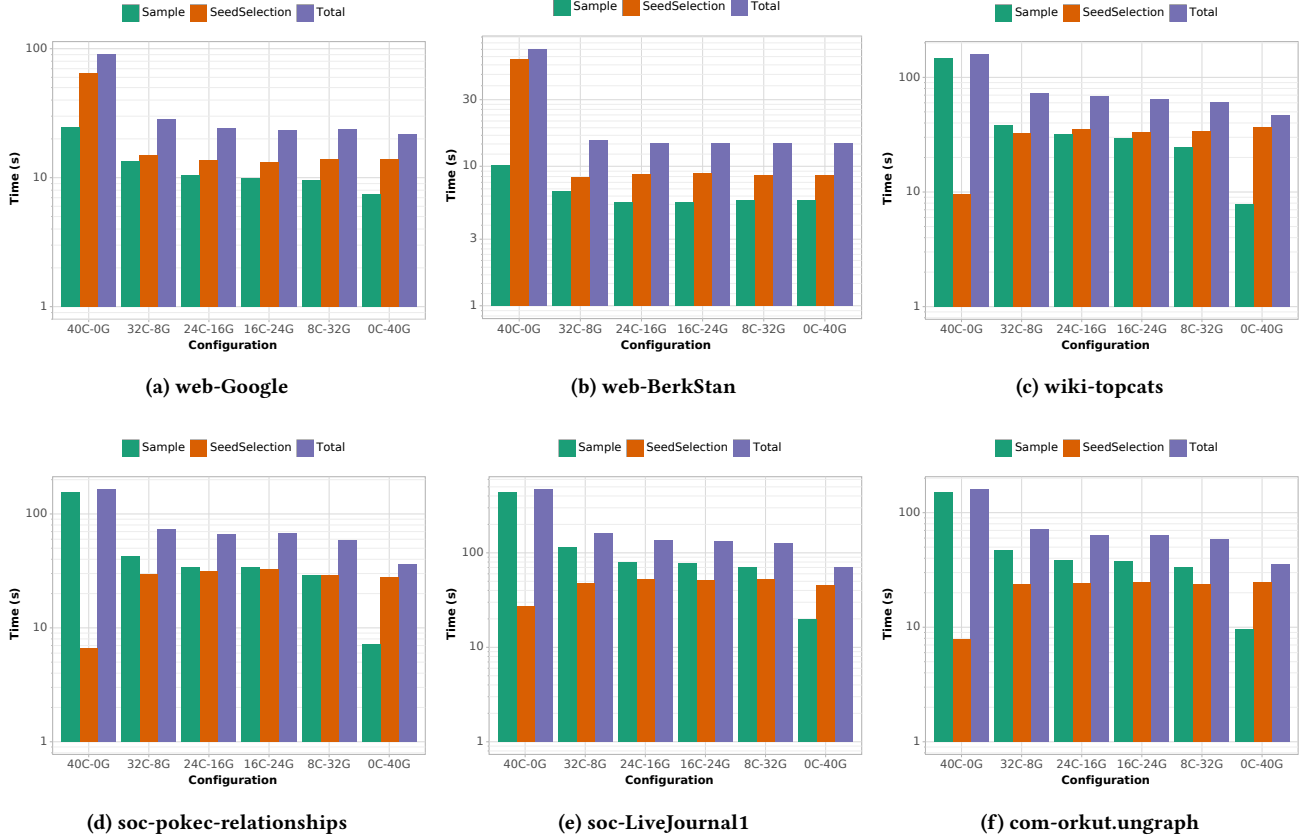 Sample SeedSelection Total
100
10
1
Time (s)
40C-0G 32C-8G 24C-16G 16C-24G 8C-32G 0C-40G
Configuration
(a) web-Google
Sample SeedSelection Total
30
10
3
1
Time (s)
40C-0G 32C-8G 24C-16G 16C-24G 8C-32G 0C-40G
Configuration
(b) web-BerkStan
Sample SeedSelection Total
100
10
1
Time (s)
40C-0G 32C-8G 24C-16G 16C-24G 8C-32G 0C-40G
Configuration
(c) wiki-topcats
Sample SeedSelection Total
100
10
1
Time (s)
40C-0G 32C-8G 24C-16G 16C-24G 8C-32G 0C-40G
Configuration
(d) soc-pokec-relationships
Sample SeedSelection Total
100
10
1
Time (s)
40C-0G 32C-8G 24C-16G 16C-24G 8C-32G 0C-40G
Configuration
(e) soc-LiveJournal1
Sample SeedSelection Total
100
10
1
Time (s)
40C-0G 32C-8G 24C-16G 16C-24G 8C-32G 0C-40G
Configuration
(f) com-orkut.ungraph